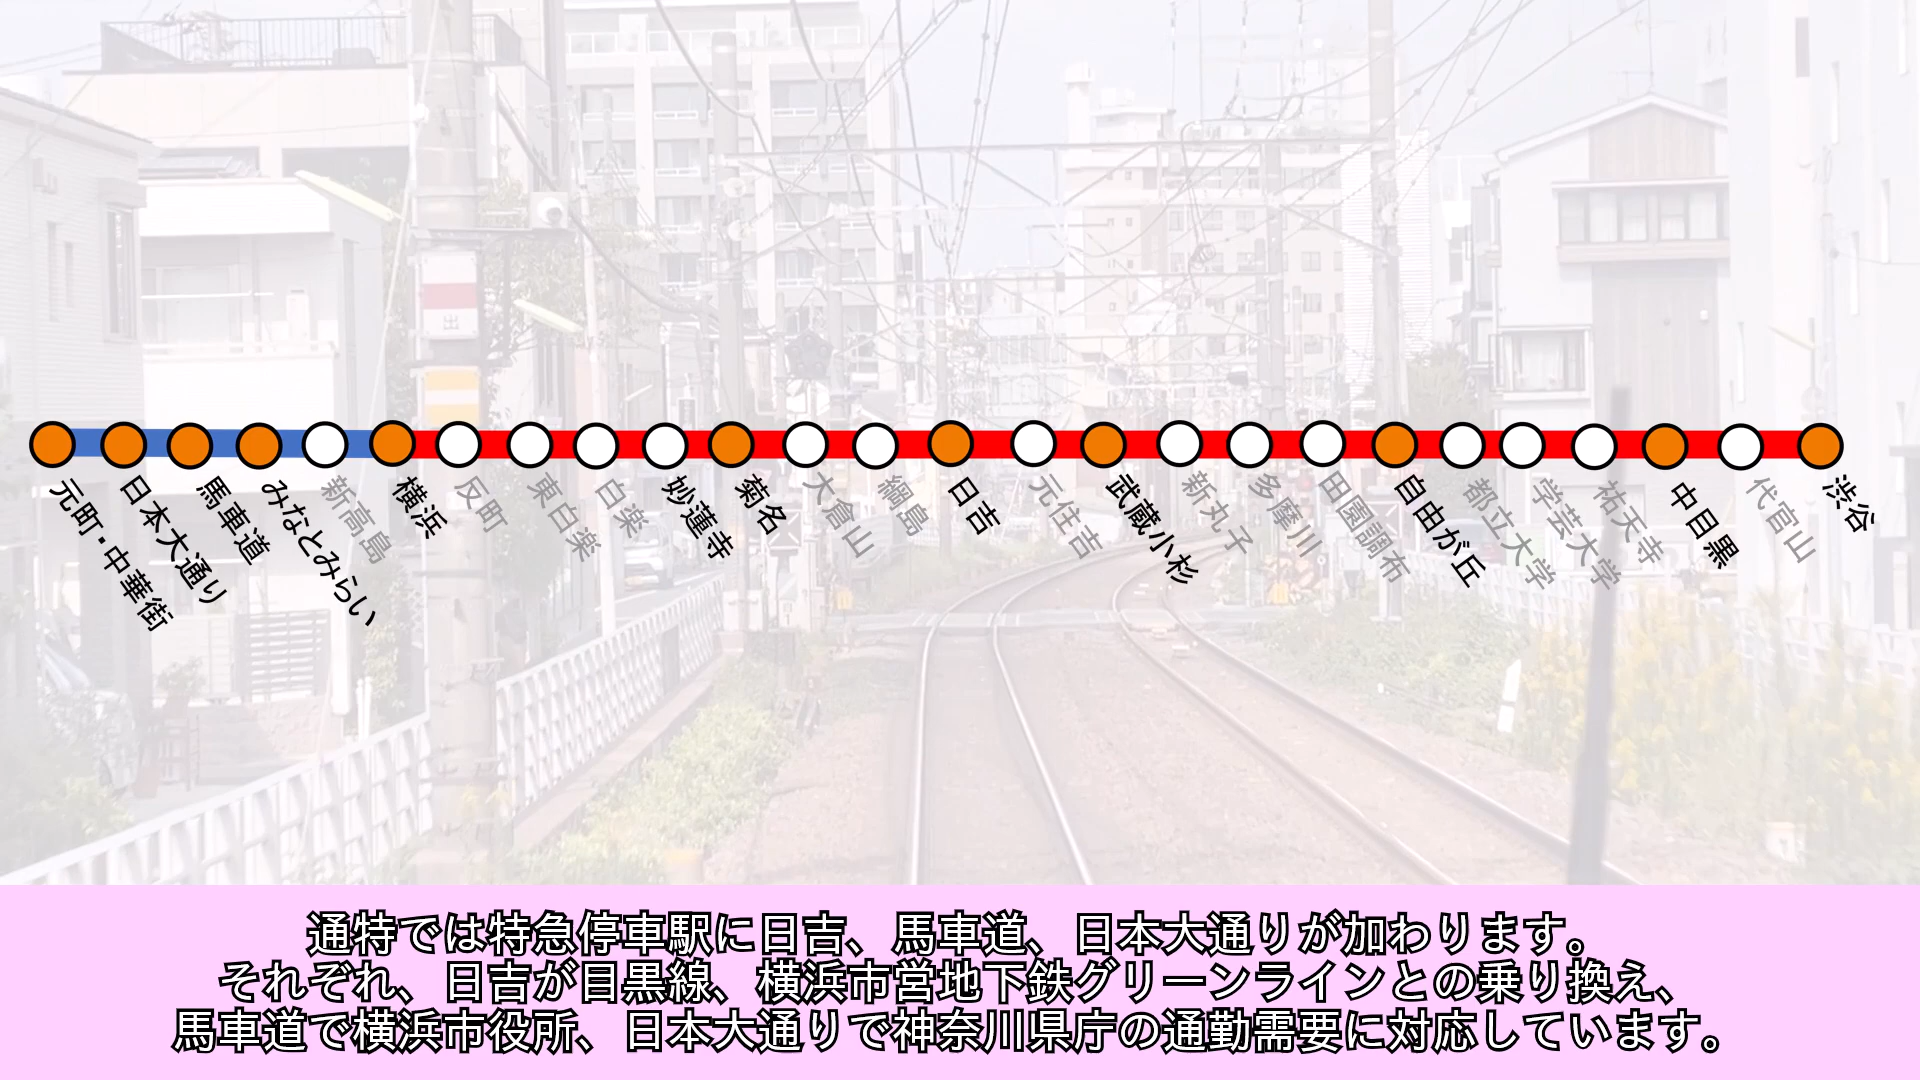 出
元町・中華街
日本大通り
馬車道
みなとみらい
新高島
横浜
反町
東白楽
白楽
妙蓮寺
菊名
大倉山
綱島
日吉
元住吉
武蔵小杉
新丸子
多摩川
田園調布
自由が丘
都立大学
学芸大学
祐天寺
中目黒
代官山
渋谷
通特では特急停車駅に日吉、馬車道、日本大通りが加わります。
それぞれ、日吉が目黒線、横浜市営地下鉄グリーンラインとの乗り換え、
馬車道で横浜市役所、日本大通りで神奈川県庁の通勤需要に対応しています。